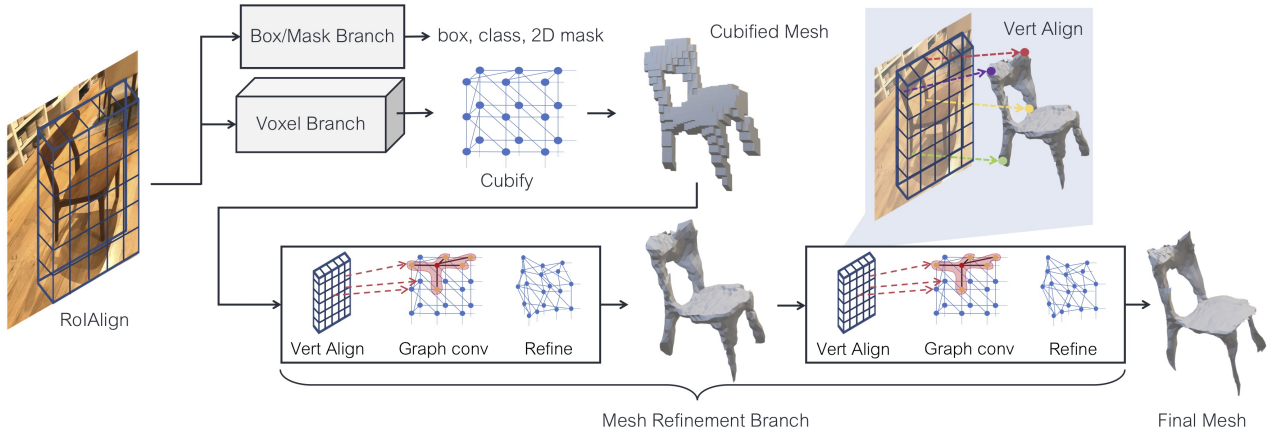 Box/Mask Branch
box, class, 2D mask
Cubified Mesh
Vert Align
Voxel Branch
Cubify
RoIAlign
Vert Align
Graph conv
Refine
Vert Align
Graph conv
Refine
Mesh Refinement Branch
Final Mesh